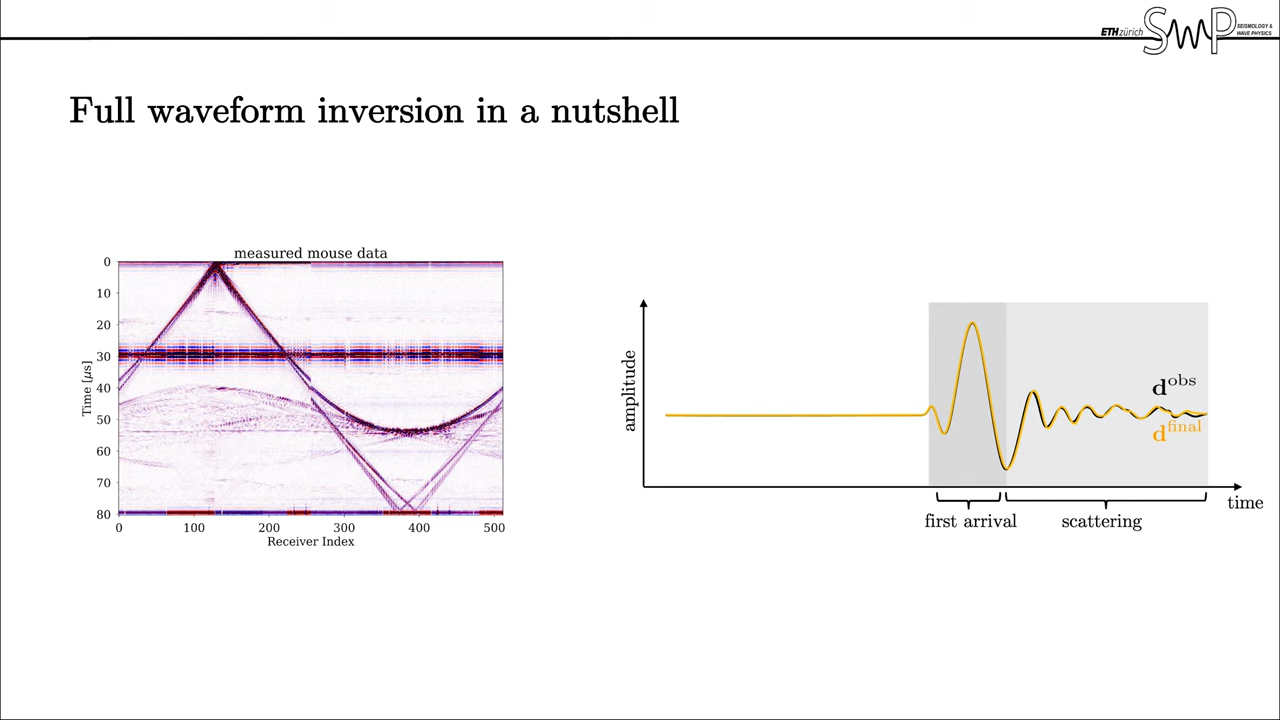 ETH zürich SWP SEISMOLOGY &
WAVE PHYSICS
Full waveform inversion in a nutshell
measured mouse data
0
10
20
30
40
50
60
70
80
Time [μs]
0 100 200 300 400 500
Receiver Index
amplitude
d^obs
d^final
time
first arrival scattering